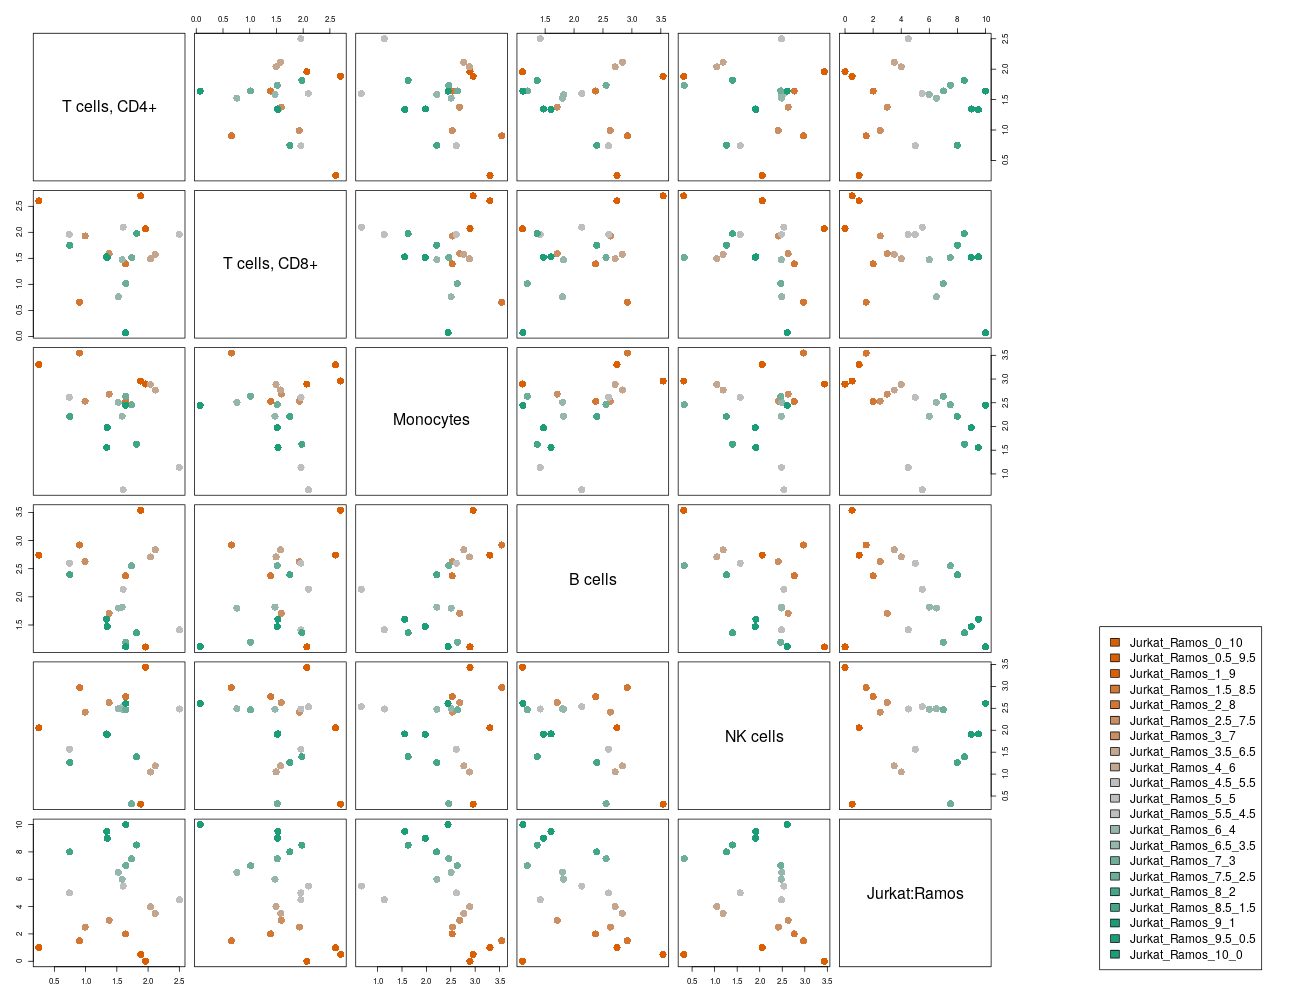 0.0 0.5 1.0 1.5 2.0 2.5
1.5 2.0 2.5 3.0 3.5
0 2 4 6 8 10
T cells, CD4+
0.5 1.0 1.5 2.0 2.5
0.0 0.5 1.0 1.5 2.0 2.5
T cells, CD8+
Monocytes
1.0 1.5 2.0 2.5 3.0 3.5
1.5 2.0 2.5 3.0 3.5
B cells
NK cells
0.5 1.0 1.5 2.0 2.5 3.0 3.5
0 2 4 6 8 10
Jurkat:Ramos
0.5 1.0 1.5 2.0 2.5
1.0 1.5 2.0 2.5 3.0 3.5
0.5 1.0 1.5 2.0 2.5 3.0 3.5
Jurkat_Ramos_0_10
Jurkat_Ramos_0.5_9.5
Jurkat_Ramos_1_9
Jurkat_Ramos_1.5_8.5
Jurkat_Ramos_2_8
Jurkat_Ramos_2.5_7.5
Jurkat_Ramos_3_7
Jurkat_Ramos_3.5_6.5
Jurkat_Ramos_4_6
Jurkat_Ramos_4.5_5.5
Jurkat_Ramos_5_5
Jurkat_Ramos_5.5_4.5
Jurkat_Ramos_6_4
Jurkat_Ramos_6.5_3.5
Jurkat_Ramos_7_3
Jurkat_Ramos_7.5_2.5
Jurkat_Ramos_8_2
Jurkat_Ramos_8.5_1.5
Jurkat_Ramos_9_1
Jurkat_Ramos_9.5_0.5
Jurkat_Ramos_10_0